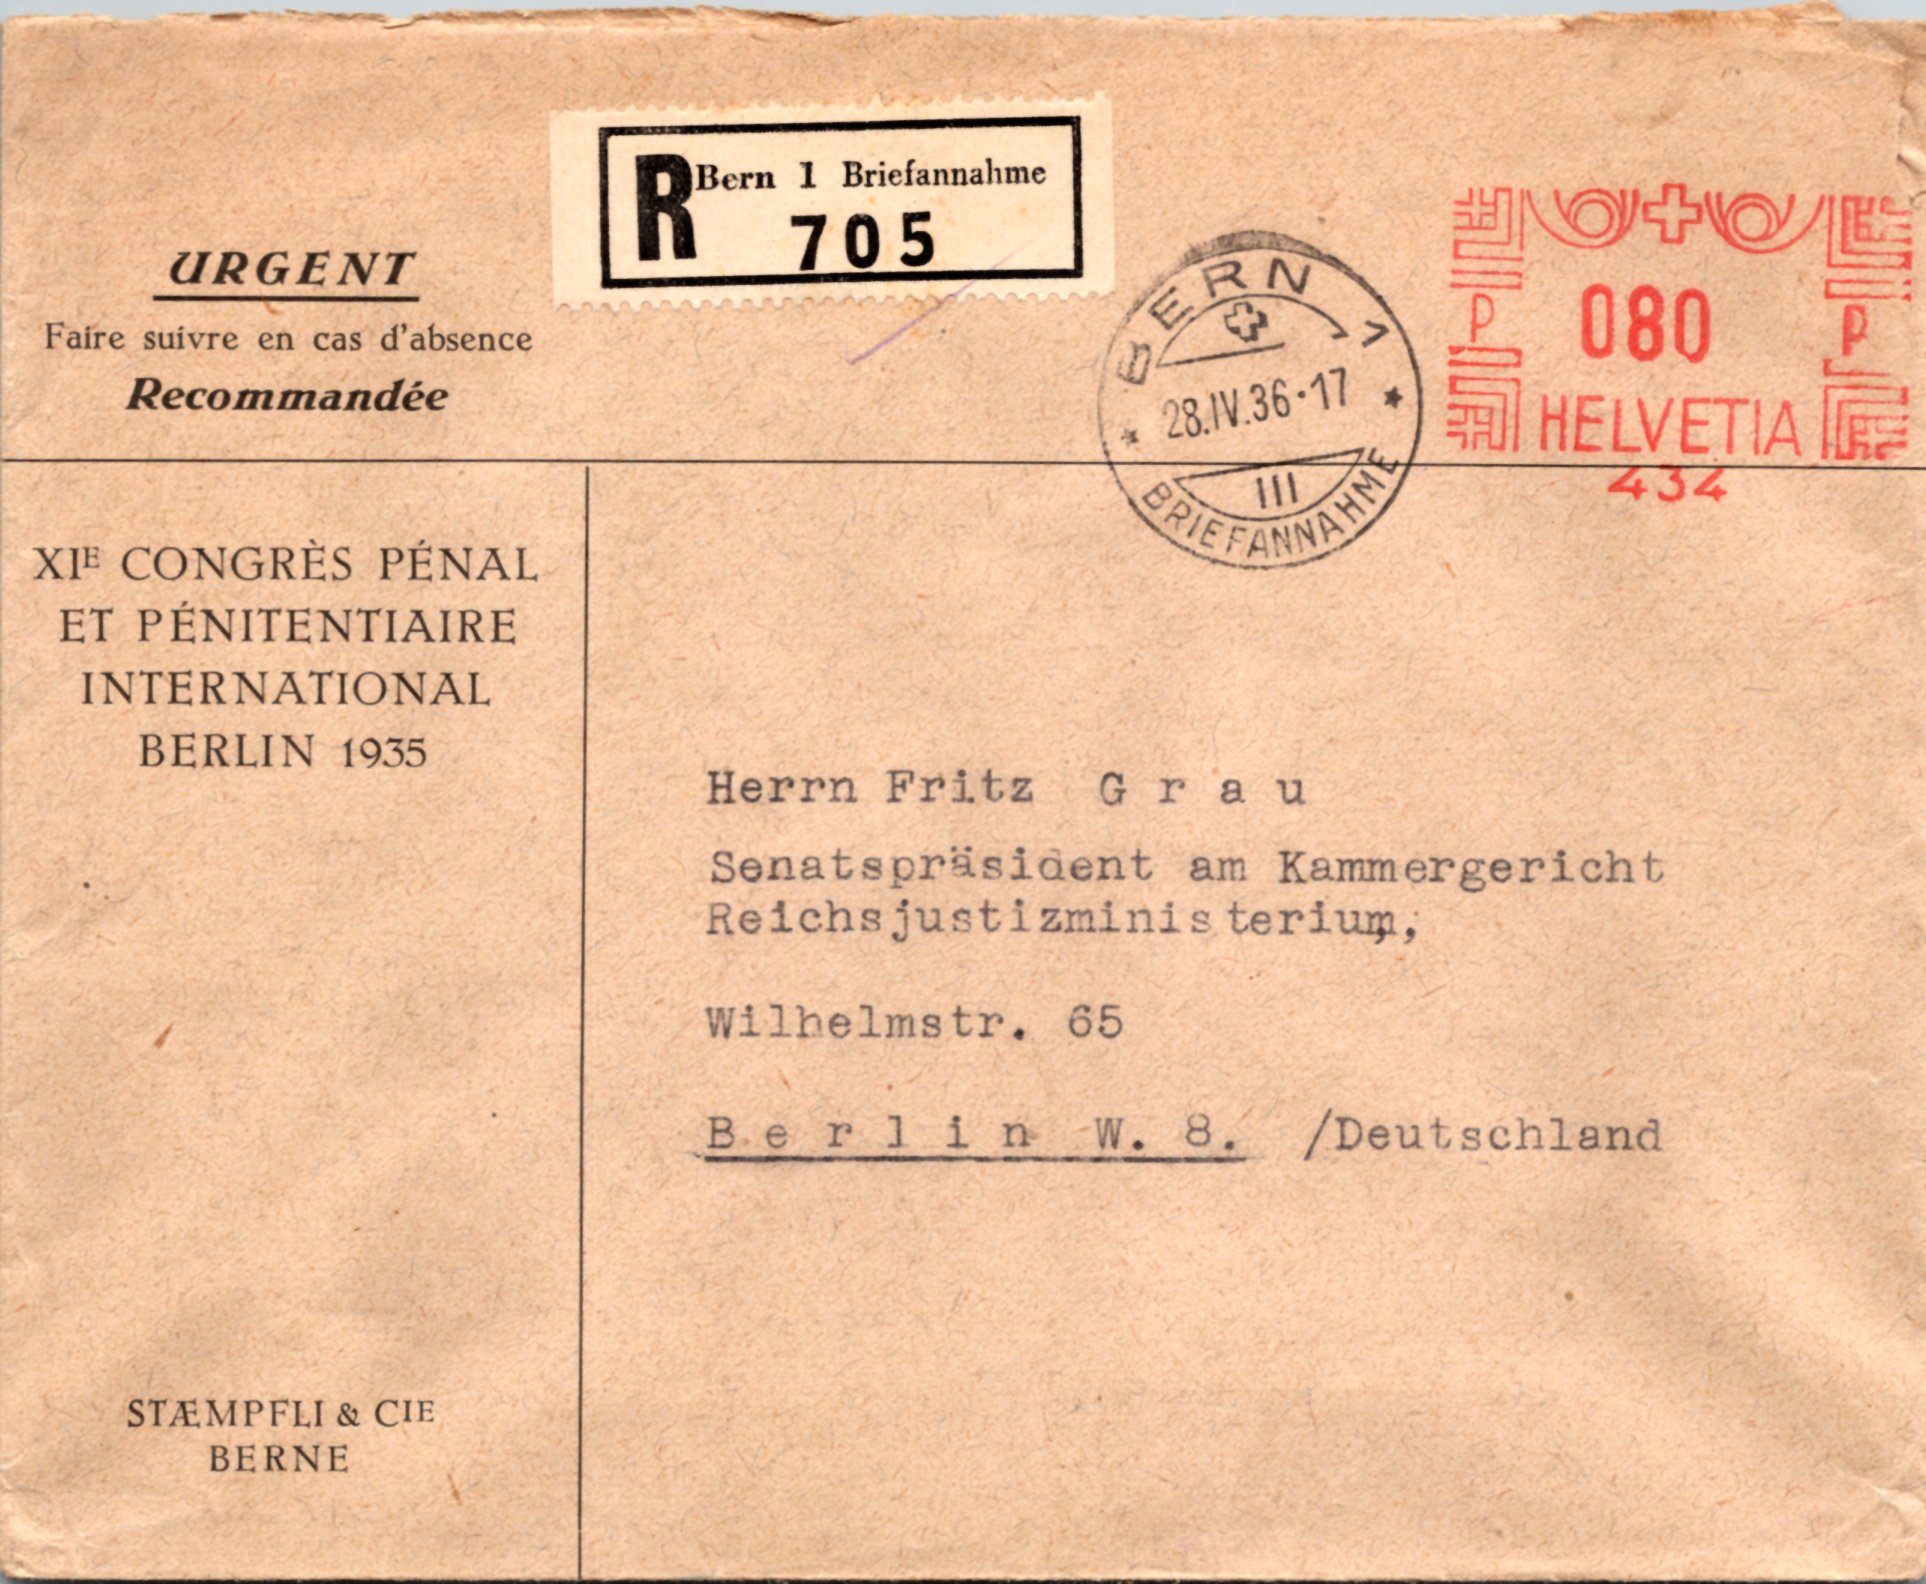 URGENT
Faire suivre en cas d'absence
Recommandée
R Bern 1 Briefannahme
705
BERN 1
28.IV.36·17
III
BRIEFANNAHME
P 080 P
HELVETIA
434
XIE CONGRÈS PÉNAL
ET PÉNITENTIAIRE
INTERNATIONAL
BERLIN 1935
Herrn Fritz G r a u
Senatspräsident am Kammergericht
Reichsjustizministerium,,
Wilhelmstr. 65
B e r l i n W. 8. /Deutschland
STÆMPFLI & CIE
BERNE